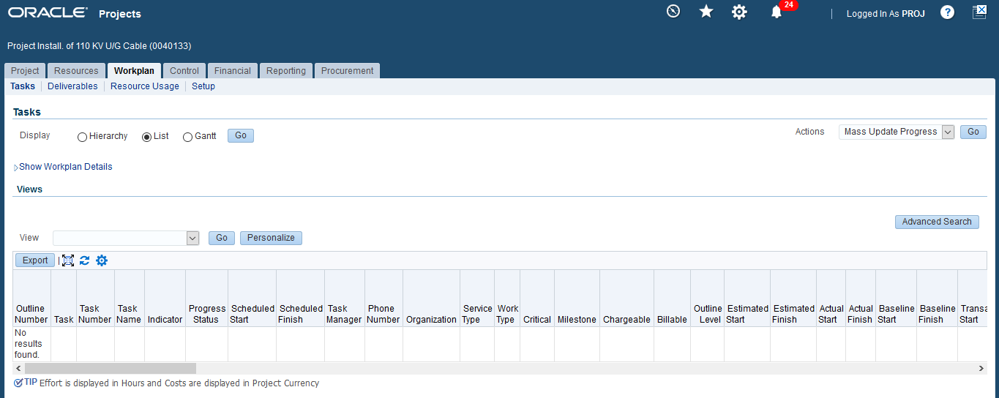 ORACLE Projects
24
Logged In As PROJ
?
Project Install. of 110 KV U/G Cable (0040133)
Project Resources Workplan Control Financial Reporting Procurement
Tasks Deliverables Resource Usage Setup
Tasks
Display Hierarchy List Gantt Go
Actions Mass Update Progress Go
Show Workplan Details
Views
Advanced Search
View Go Personalize
Export
Outline Number Task Task Number Task Name Indicator Progress Status Scheduled Start Scheduled Finish Task Manager Phone Number Organization Service Type Work Type Critical Milestone Chargeable Billable Outline Level Estimated Start Estimated Finish Actual Start Actual Finish Baseline Start Baseline Finish Transa Start
No
results
found.
TIP Effort is displayed in Hours and Costs are displayed in Project Currency